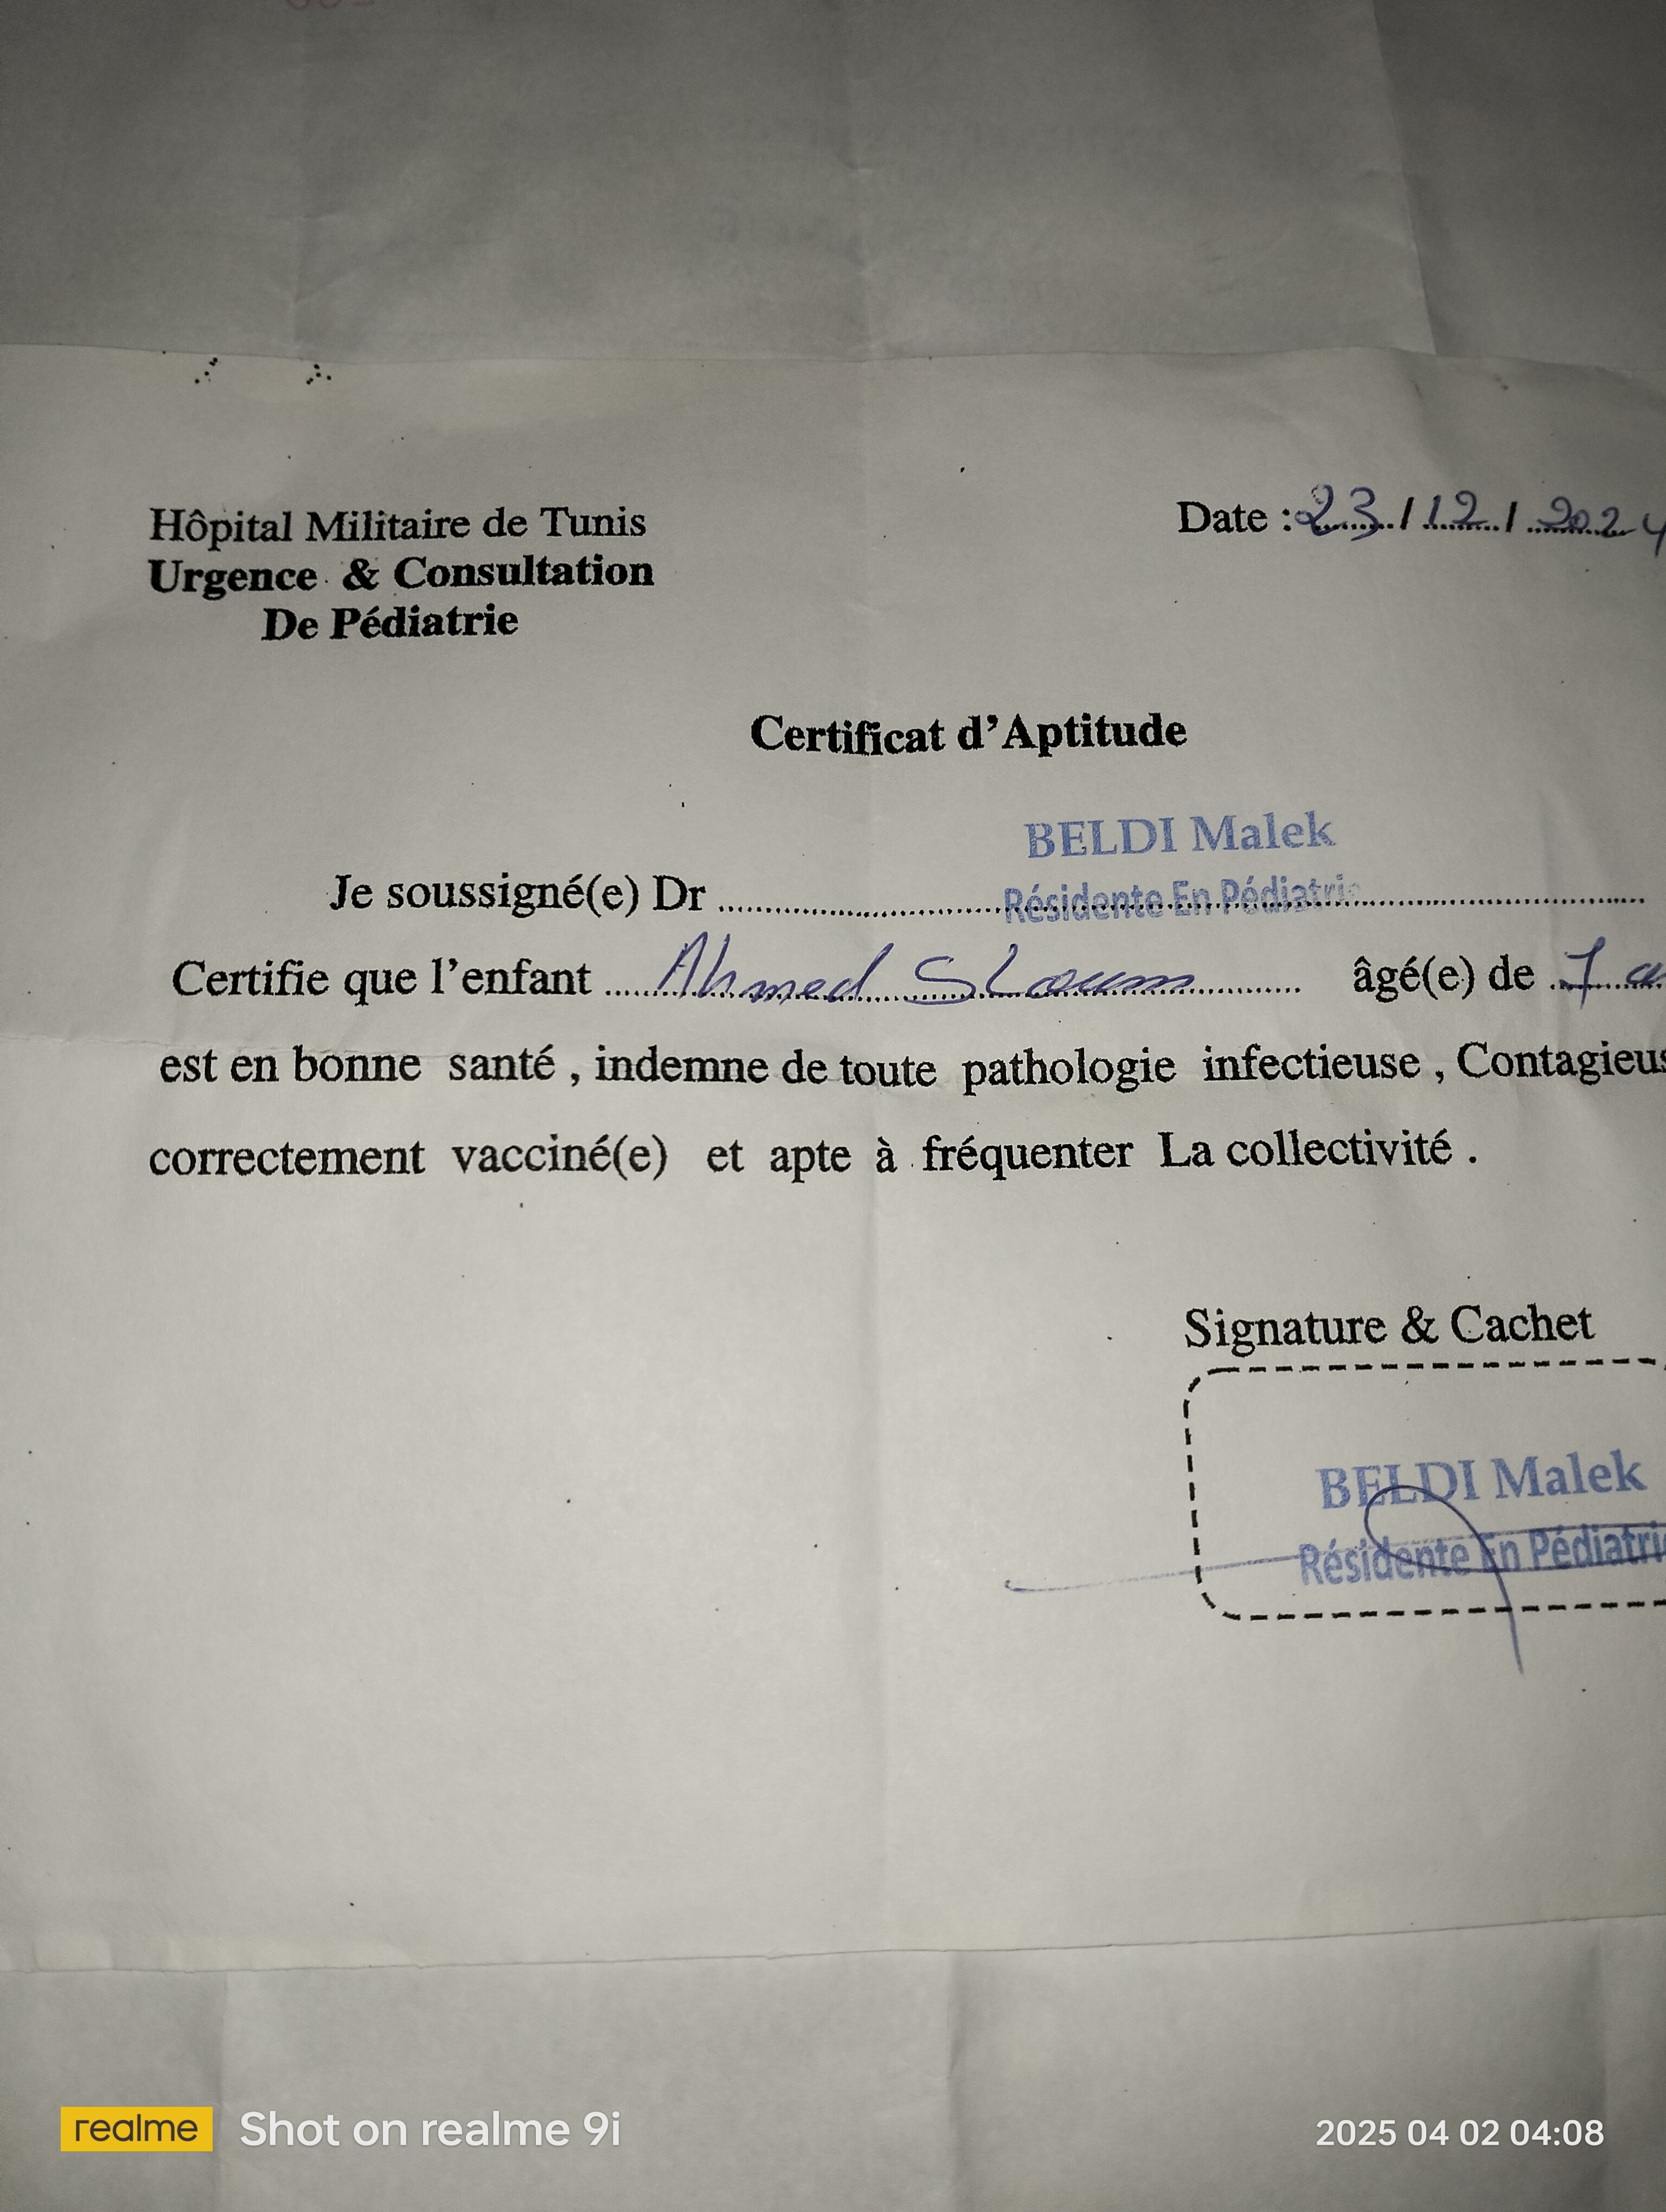 Hôpital Militaire de Tunis
Date : 23 / 12 / 2024
Urgence & Consultation
De Pédiatrie
Certificat d'Aptitude
BELDI Malek
Je soussigné(e) Dr ........ Résidente En Pédiatrie ........
Certifie que l'enfant ... Ahmed ... âgé(e) de ...
est en bonne santé , indemne de toute pathologie infectieuse , Contagieus
correctement vacciné(e) et apte à fréquenter La collectivité .
Signature & Cachet
BELDI Malek
Résidente En Pédiatrie
realme Shot on realme 9i
2025 04 02 04:08